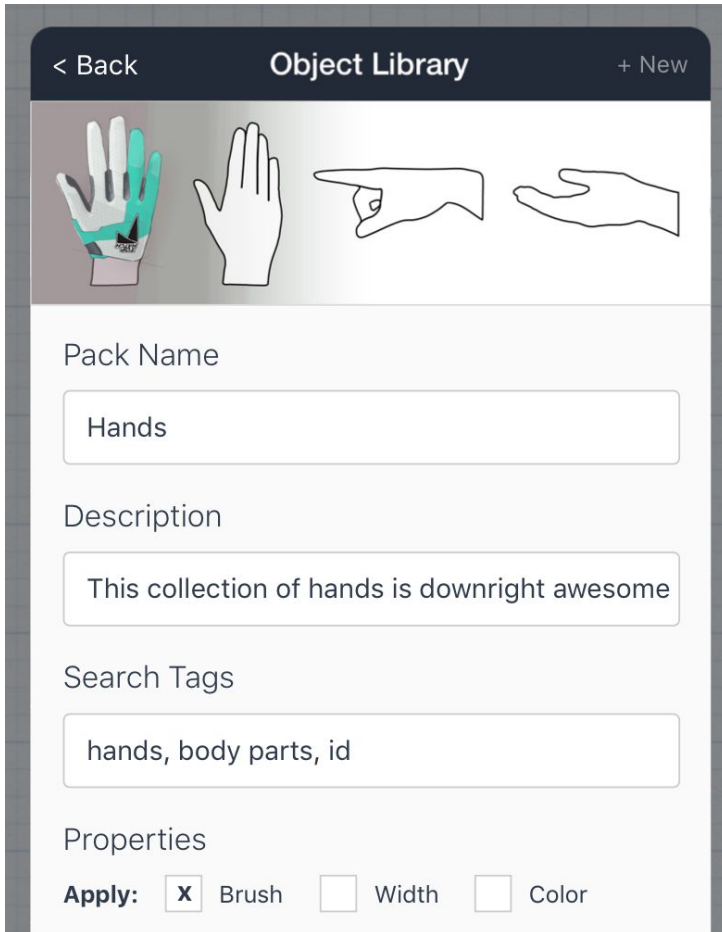 < Back Object Library + New
Pack Name
Hands
Description
This collection of hands is downright awesome
Search Tags
hands, body parts, id
Properties
Apply: X Brush Width Color